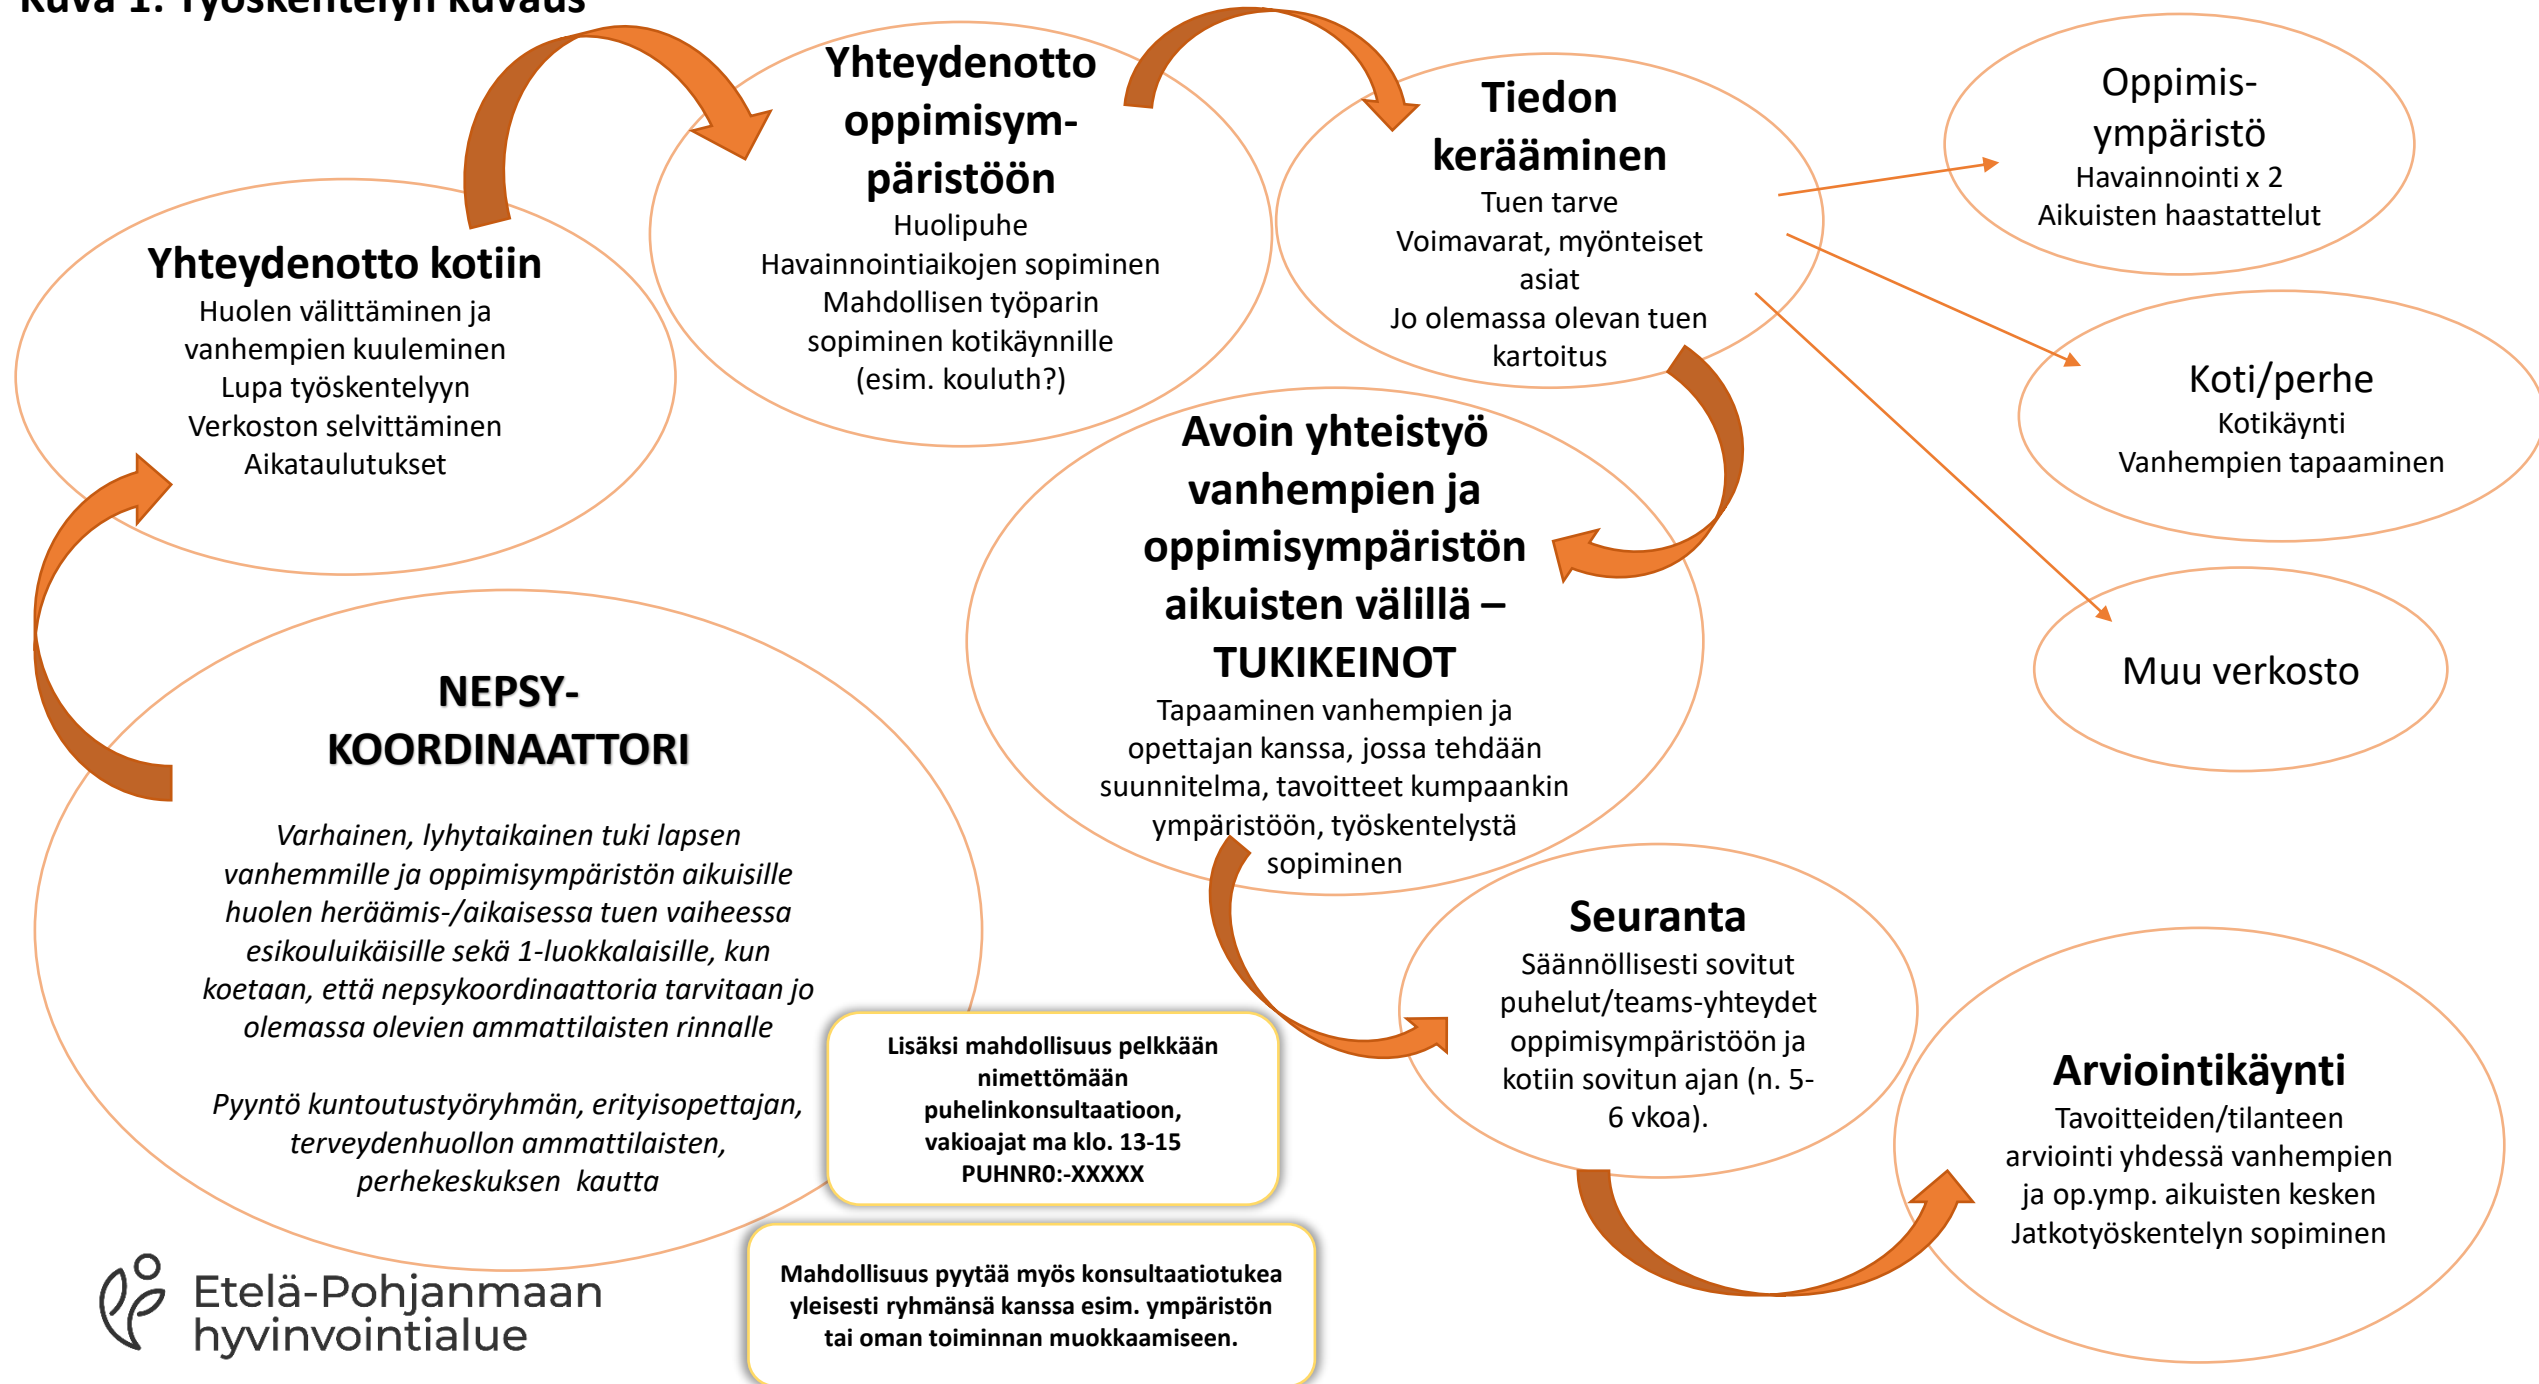 Kuva 1. Työskentelyn kuvaus
Yhteydenotto kotiin
Huolen välittäminen ja
vanhempien kuuleminen
Lupa työskentelyyn
Verkoston selvittäminen
Aikataulutukset
Yhteydenotto
oppimisym-
päristöön
Huolipuhe
Havainnointiaikojen sopiminen
Mahdollisen työparin
sopiminen kotikäynnille
(esim. kouluth?)
Tiedon
kerääminen
Tuen tarve
Voimavarat, myönteiset
asiat
Jo olemassa olevan tuen
kartoitus
Oppimis-
ympäristö
Havainnointi x 2
Aikuisten haastattelut
Koti/perhe
Kotikäynti
Vanhempien tapaaminen
Muu verkosto
Avoin yhteistyö
vanhempien ja
oppimisympäristön
aikuisten välillä –
TUKIKEINOT
Tapaaminen vanhempien ja
opettajan kanssa, jossa tehdään
suunnitelma, tavoitteet kumpaankin
ympäristöön, työskentelystä
sopiminen
NEPSY-
KOORDINAATTORI
Varhainen, lyhytaikainen tuki lapsen
vanhemmille ja oppimisympäristön aikuisille
huolen heräämis-/aikaisessa tuen vaiheessa
esikouluikäisille sekä 1-luokkalaisille, kun
koetaan, että nepsykoordinaattoria tarvitaan jo
olemassa olevien ammattilaisten rinnalle
Pyyntö kuntoutustyöryhmän, erityisopettajan,
terveydenhuollon ammattilaisten,
perhekeskuksen kautta
Lisäksi mahdollisuus pelkkään
nimettömään
puhelinkonsultaatioon,
vakioajat ma klo. 13-15
PUHNR0:-XXXXX
Mahdollisuus pyytää myös konsultaatiotukea
yleisesti ryhmänsä kanssa esim. ympäristön
tai oman toiminnan muokkaamiseen.
Seuranta
Säännöllisesti sovitut
puhelut/teams-yhteydet
oppimisympäristöön ja
kotiin sovitun ajan (n. 5-
6 vkoa).
Arviointikäynti
Tavoitteiden/tilanteen
arviointi yhdessä vanhempien
ja op.ymp. aikuisten kesken
Jatkotyöskentelyn sopiminen
Etelä-Pohjanmaan
hyvinvointialue